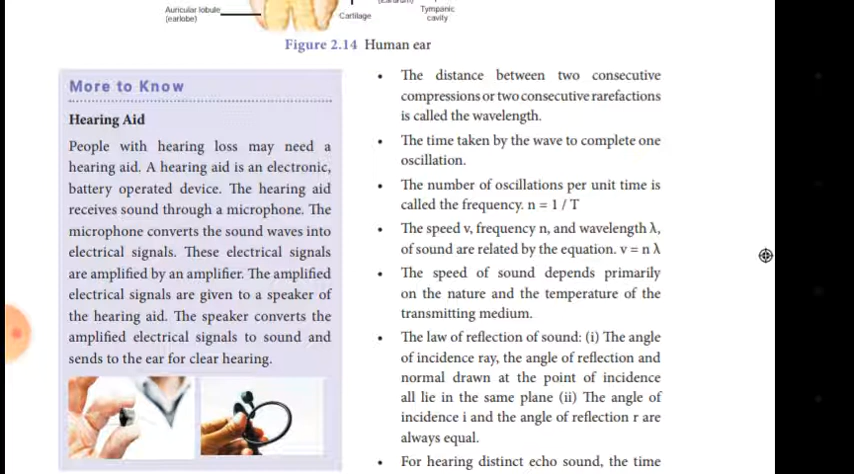 Auricular lobule
(earlobe)
Cartilage
Tympanic
cavity
Figure 2.14 Human ear
More to Know
Hearing Aid
People with hearing loss may need a
hearing aid. A hearing aid is an electronic,
battery operated device. The hearing aid
receives sound through a microphone. The
microphone converts the sound waves into
electrical signals. These electrical signals
are amplified by an amplifier. The amplified
electrical signals are given to a speaker of
the hearing aid. The speaker converts the
amplified electrical signals to sound and
sends to the ear for clear hearing.
• The distance between two consecutive
compressions or two consecutive rarefactions
is called the wavelength.
• The time taken by the wave to complete one
oscillation.
• The number of oscillations per unit time is
called the frequency. n = 1 / T
• The speed v, frequency n, and wavelength λ,
of sound are related by the equation. v = n λ
• The speed of sound depends primarily
on the nature and the temperature of the
transmitting medium.
• The law of reflection of sound: (i) The angle
of incidence ray, the angle of reflection and
normal drawn at the point of incidence
all lie in the same plane (ii) The angle of
incidence i and the angle of reflection r are
always equal.
• For hearing distinct echo sound, the time